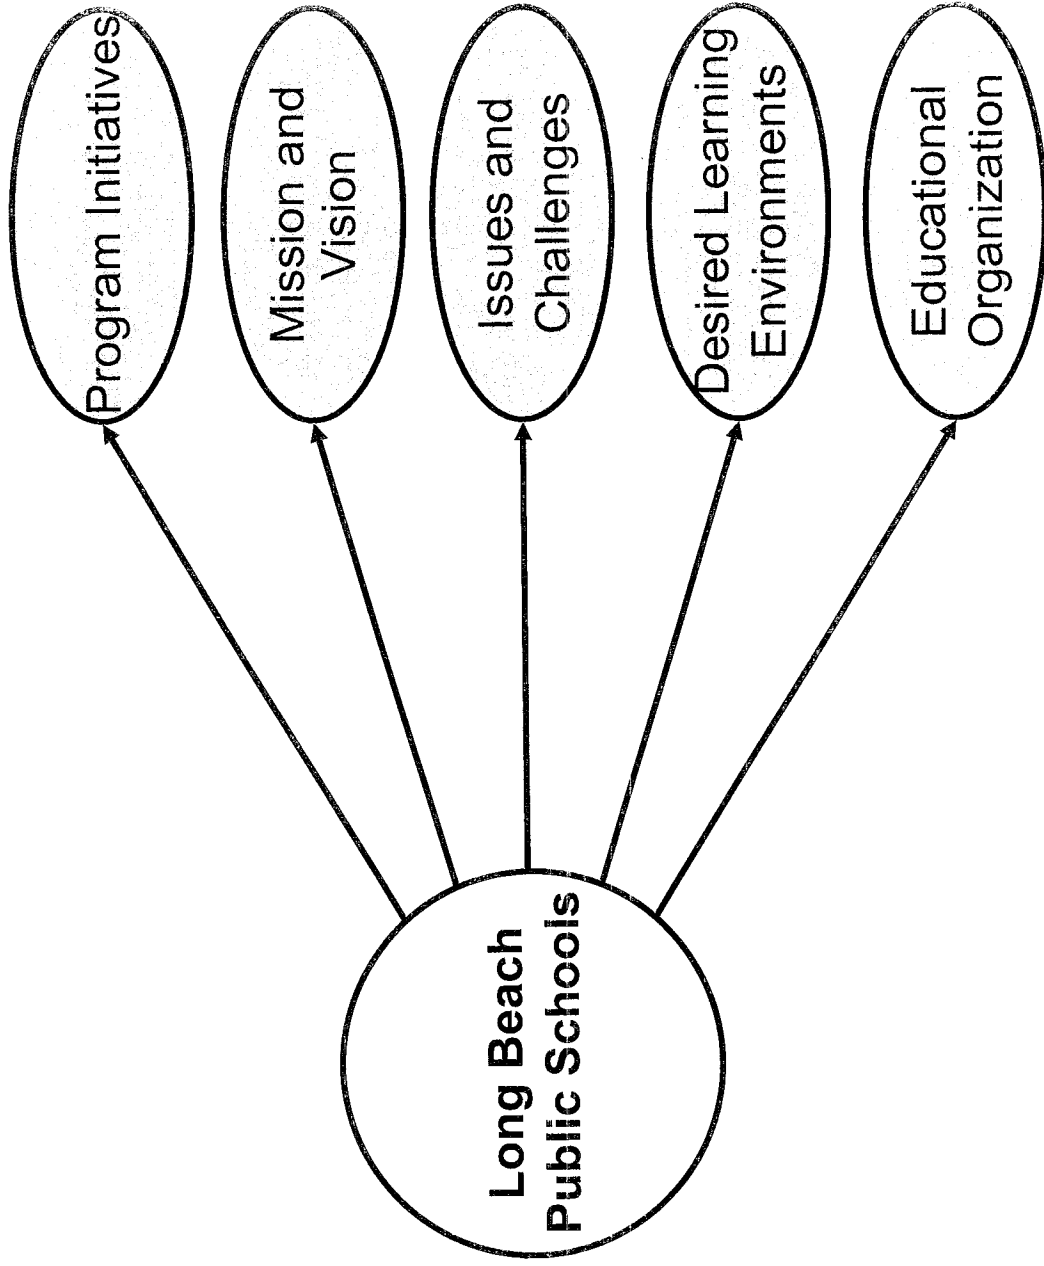 Long Beach
Public Schools
Program Initiatives
Mission and
Vision
Issues and
Challenges
Desired Learning
Environments
Educational
Organization